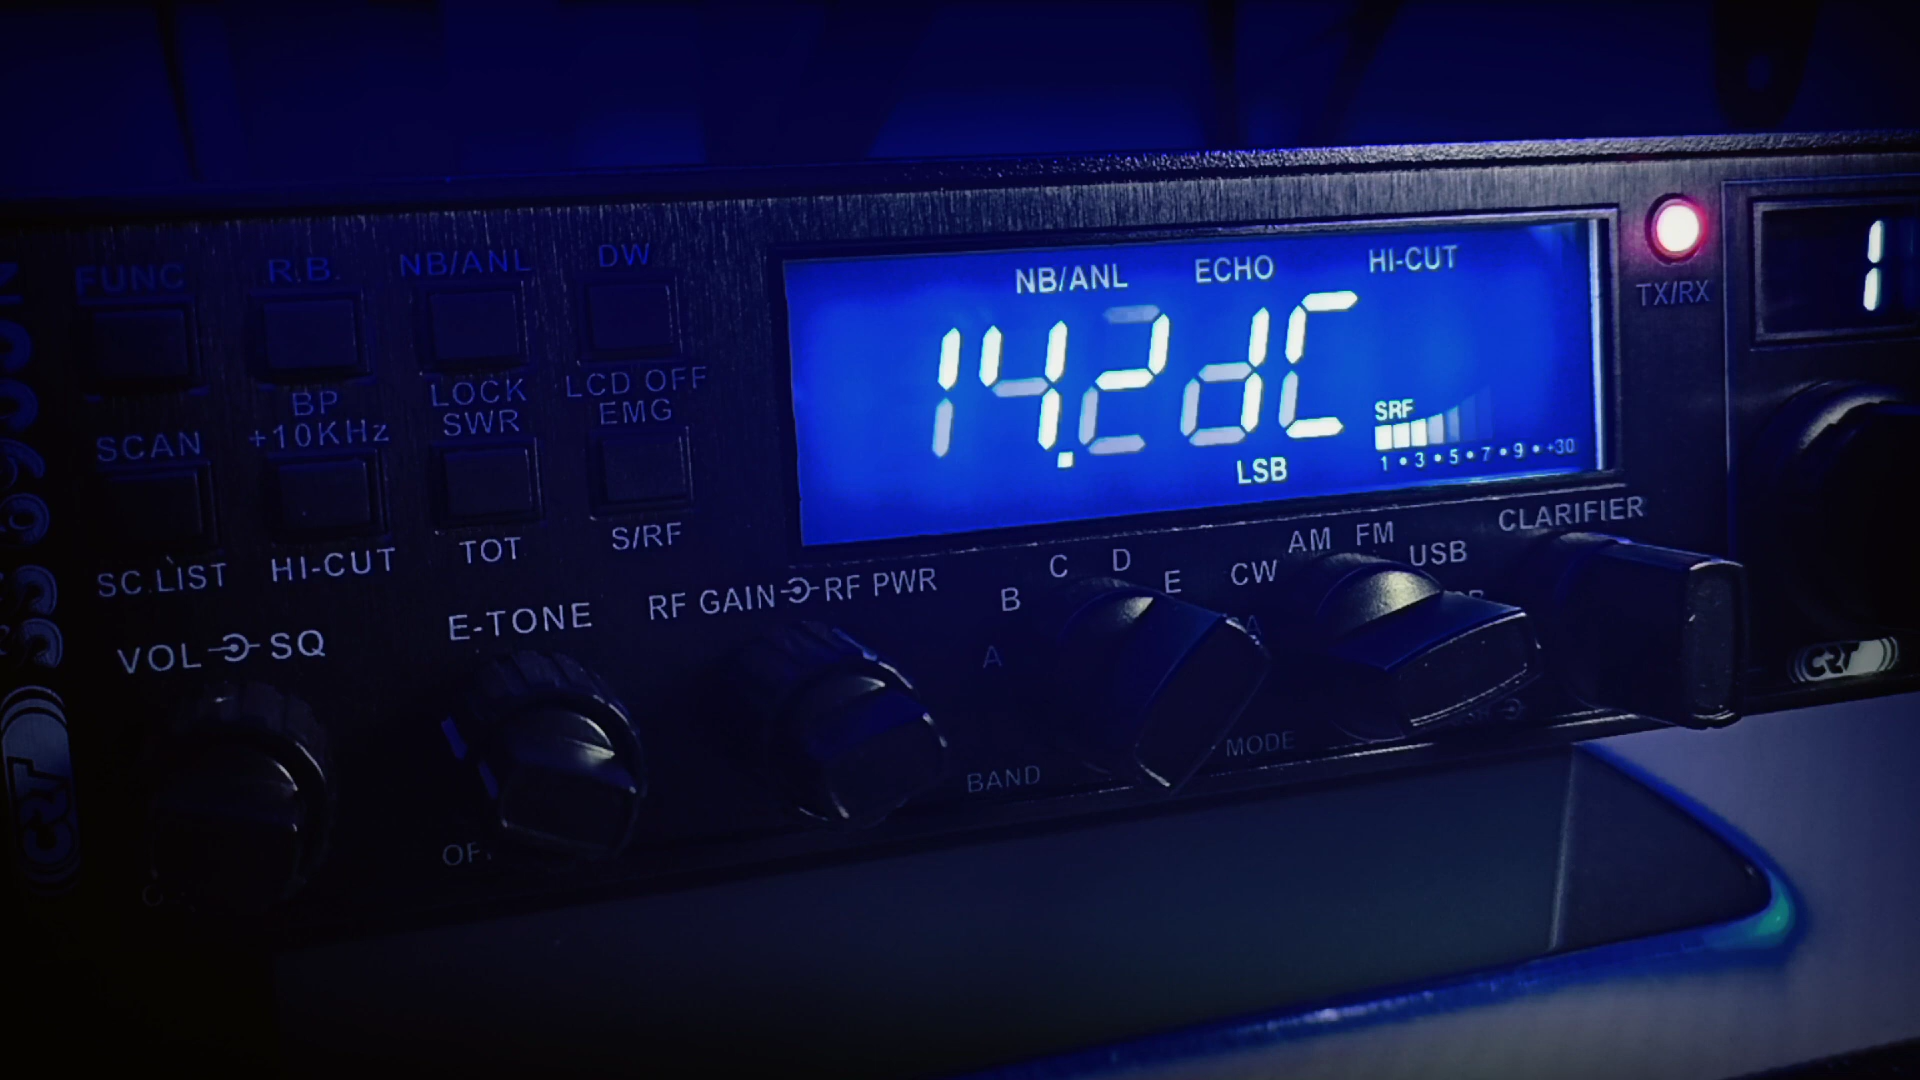 FUNC R.B. NB/ANL DW
NB/ANL ECHO HI-CUT
14.2dC
SRF
1 • 3 • 5 • 7 • 9 • +30
LSB
TX/RX
1
BP LOCK LCD OFF
SCAN +10KHz SWR EMG
SC.LIST HI-CUT TOT S/RF
VOL SQ E-TONE RF GAIN RF PWR
A B C D E
CW AM FM USB
CLARIFIER
BAND MODE
CRT
CRT